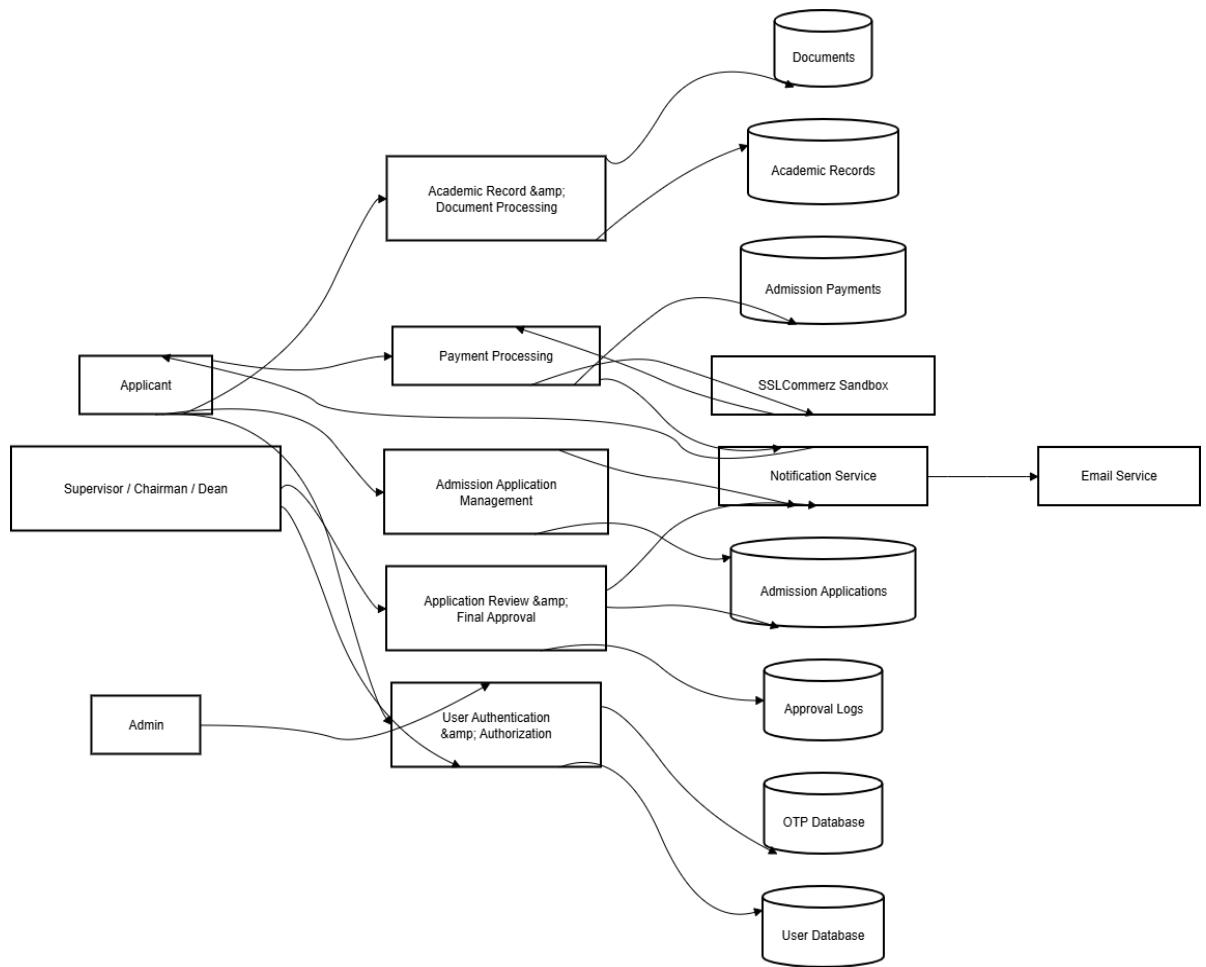 Documents
Academic Records
Academic Record &amp;
Document Processing
Admission Payments
Payment Processing
SSLCommerz Sandbox
Applicant
Supervisor / Chairman / Dean
Admission Application
Management
Notification Service
Email Service
Admission Applications
Application Review &amp;
Final Approval
Approval Logs
Admin
User Authentication
&amp; Authorization
OTP Database
User Database